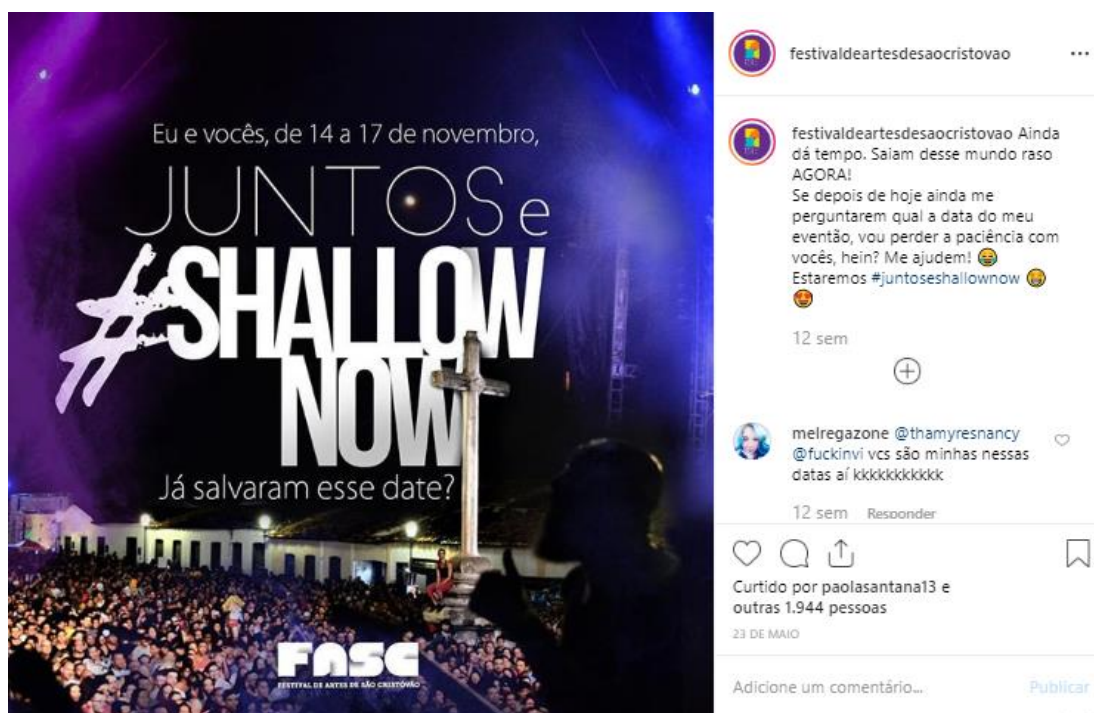 Eu e vocês, de 14 a 17 de novembro,
JUNTOS e
#SHALLOW
NOW
Já salvaram esse date?
FASC
FESTIVAL DE ARTES DE SÃO CRISTÓVÃO
festivaldeartesdesaocristovao
festivaldeartesdesaocristovao Ainda
dá tempo. Saiam desse mundo raso
AGORA!
Se depois de hoje ainda me
perguntarem qual a data do meu
eventão, vou perder a paciência com
vocês, hein? Me ajudem! 😂
Estaremos #juntoseshallownow 😭
😍
12 sem
melregazone @thamyresnancy
@fuckinvi vcs são minhas nessas
datas aí kkkkkkkkkkk
12 sem Responder
Curtido por paolasantana13 e
outras 1.944 pessoas
23 DE MAIO
Adicione um comentário... Publicar